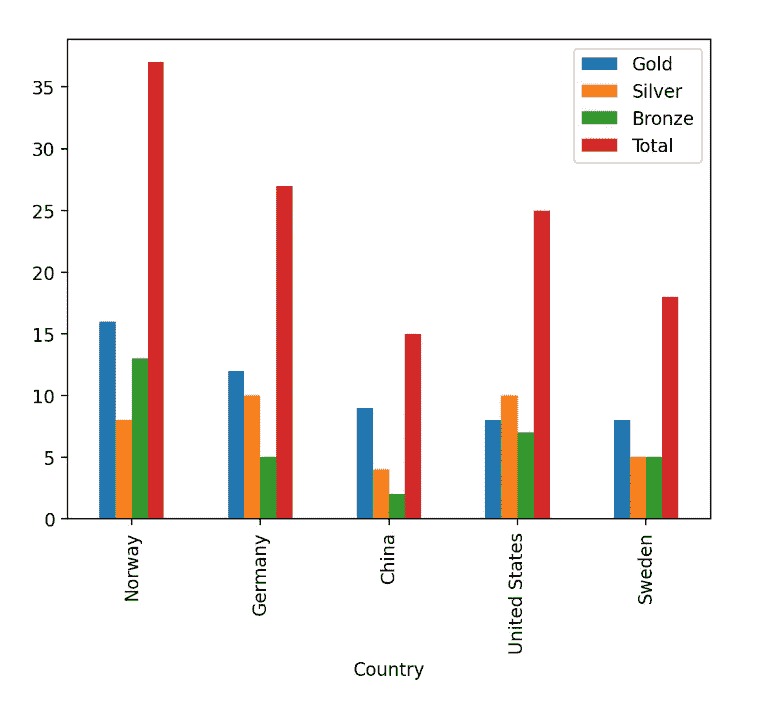 Gold
Silver
Bronze
Total
35
30
25
20
15
10
5
0
Norway
Germany
China
United States
Sweden
Country